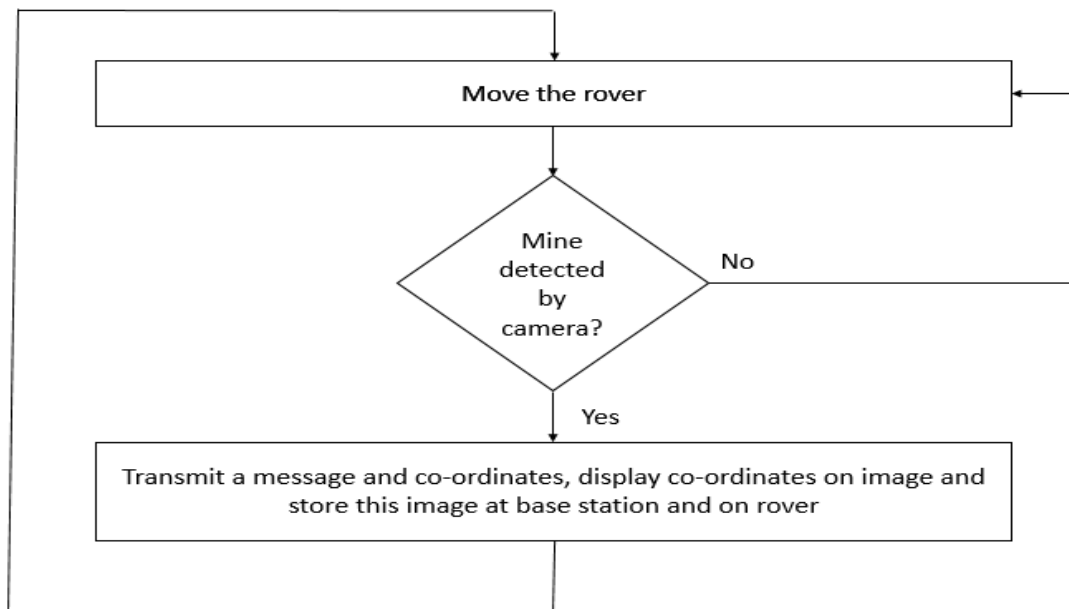 Move the rover
Mine
detected
by
camera?
No
Yes
Transmit a message and co-ordinates, display co-ordinates on image and
store this image at base station and on rover